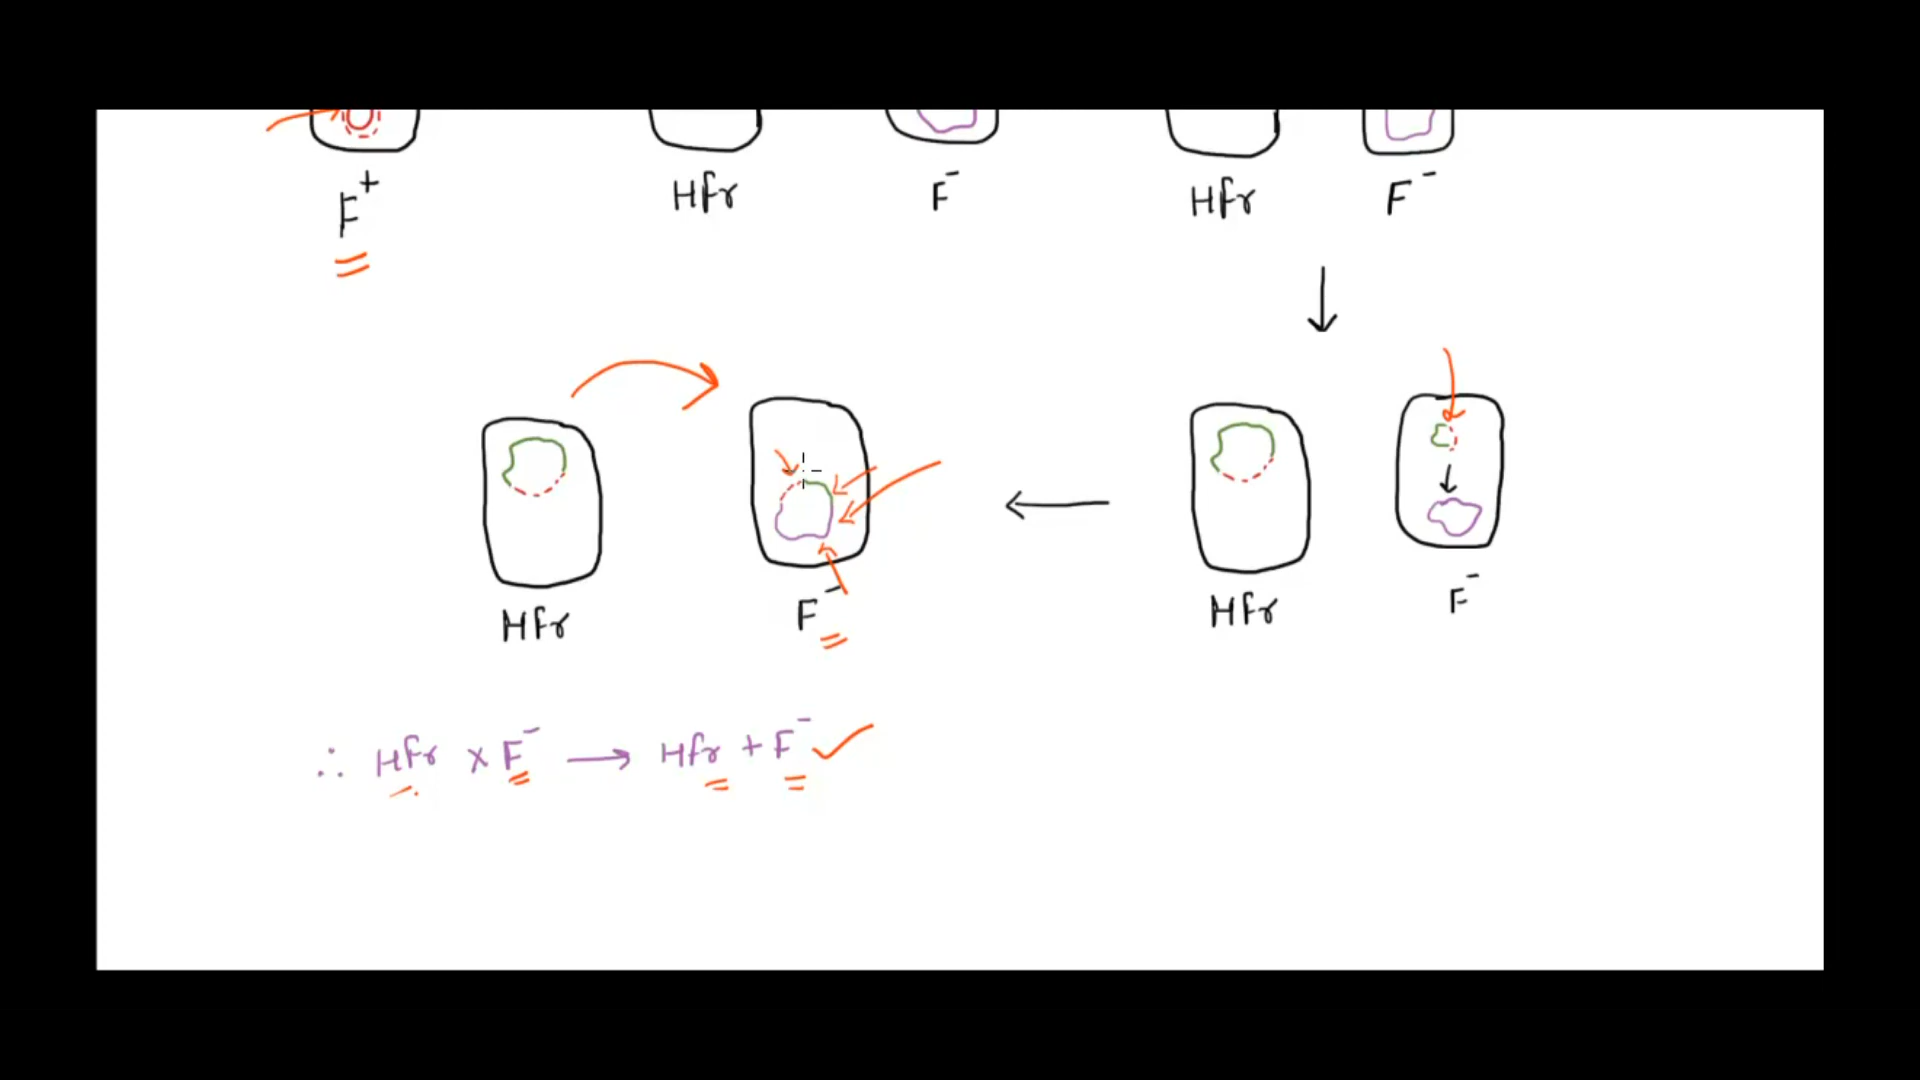 F⁺
Hfr F⁻ Hfr F⁻
Hfr F⁻ Hfr F⁻
∴ Hfr x F⁻ → Hfr + F⁻ ✓